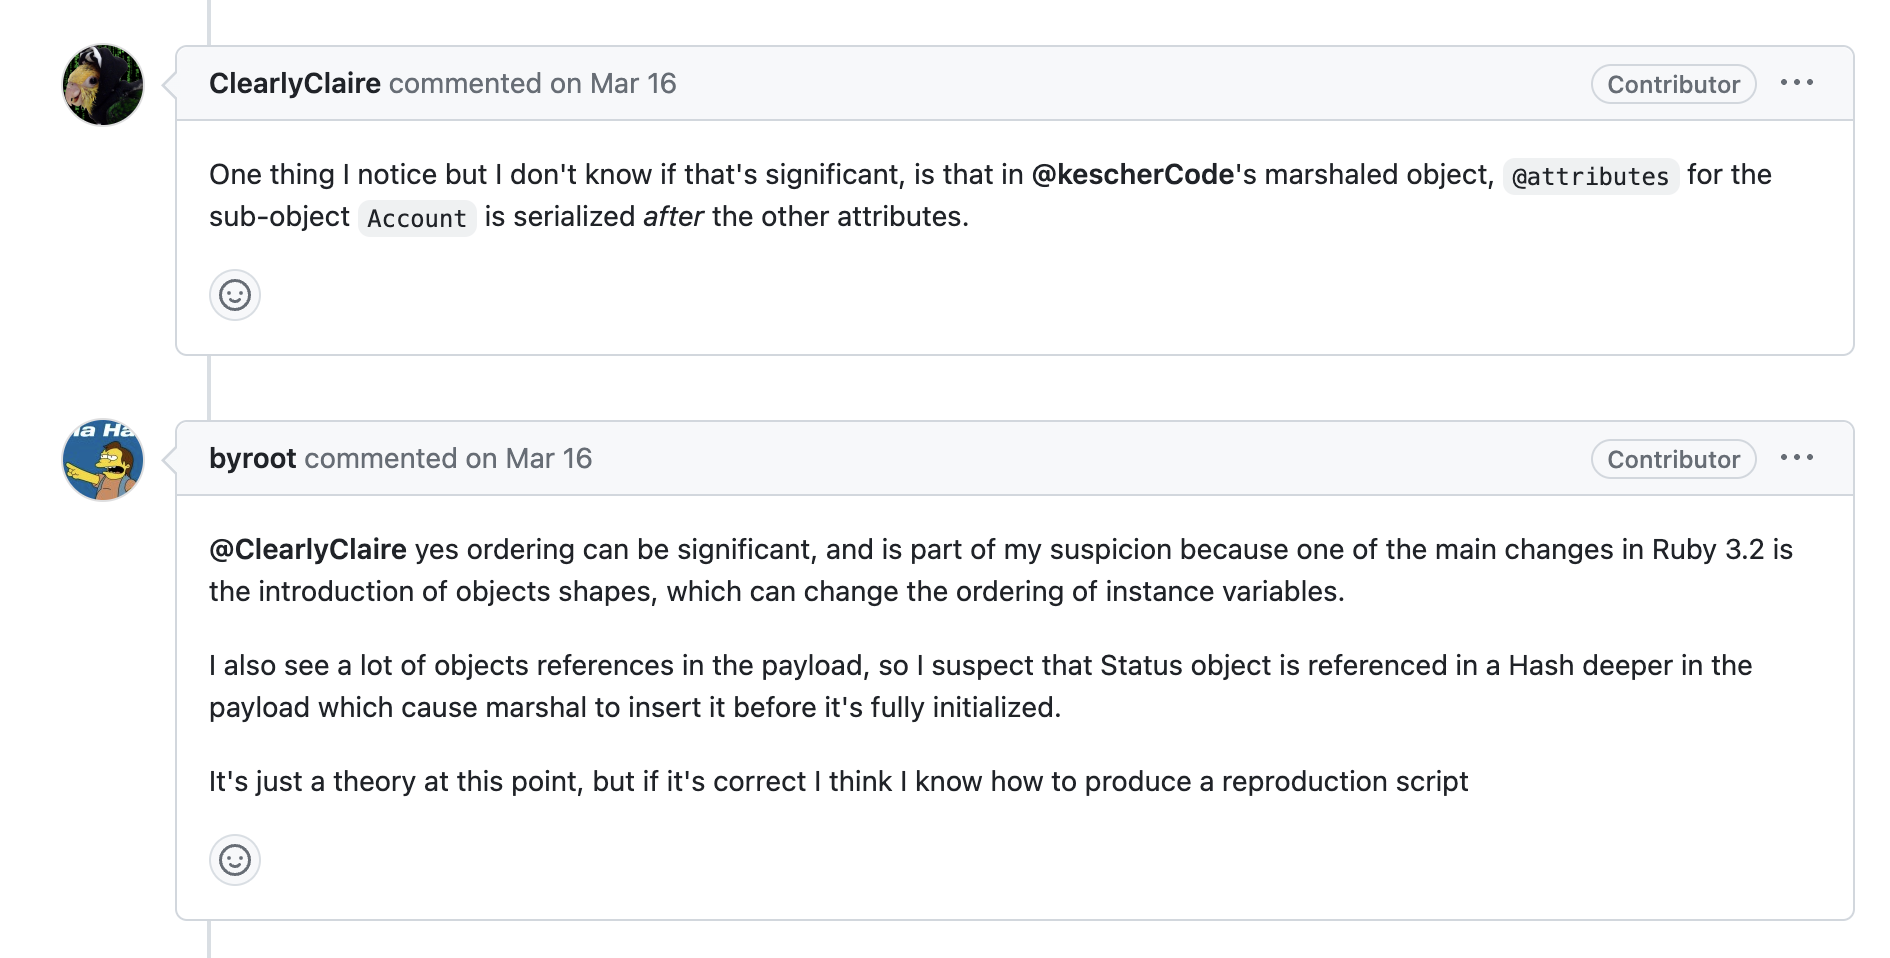 ClearlyClaire commented on Mar 16
Contributor
One thing I notice but I don't know if that's significant, is that in @kescherCode's marshaled object, @attributes for the
sub-object Account is serialized after the other attributes.
la Ha
byroot commented on Mar 16
Contributor
@ClearlyClaire yes ordering can be significant, and is part of my suspicion because one of the main changes in Ruby 3.2 is
the introduction of objects shapes, which can change the ordering of instance variables.
I also see a lot of objects references in the payload, so I suspect that Status object is referenced in a Hash deeper in the
payload which cause marshal to insert it before it's fully initialized.
It's just a theory at this point, but if it's correct I think I know how to produce a reproduction script